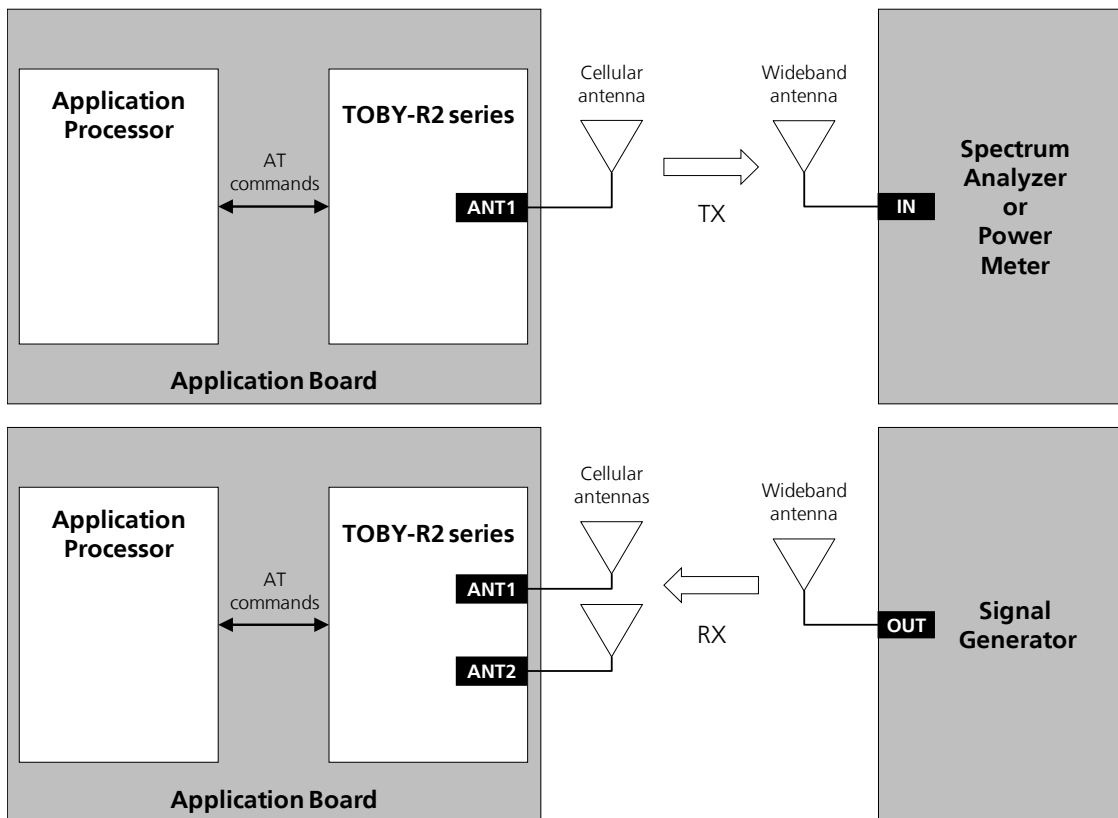 Application
Processor
AT
commands
TOBY-R2 series
ANT1
Application Board
Cellular
antenna
TX
Wideband
antenna
IN
Spectrum
Analyzer
or
Power
Meter
Application
Processor
AT
commands
TOBY-R2 series
ANT1
ANT2
Application Board
Cellular
antennas
RX
Wideband
antenna
OUT
Signal
Generator